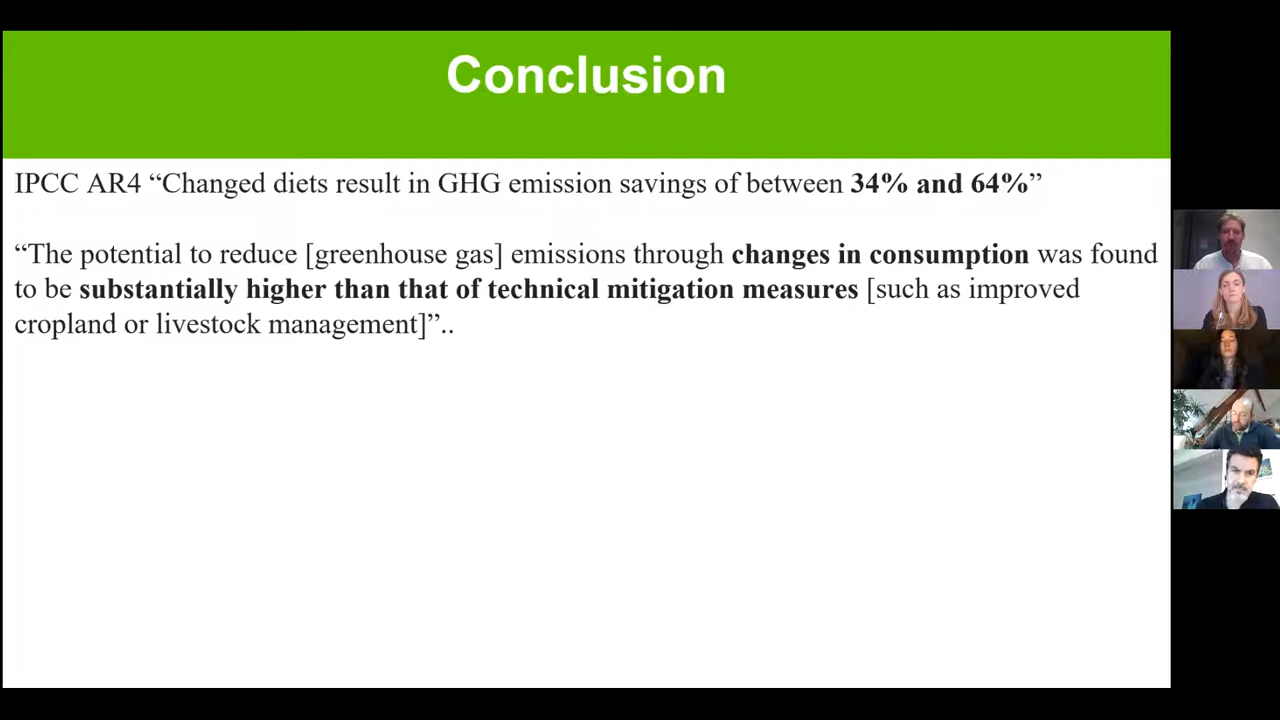 Conclusion
IPCC AR4 “Changed diets result in GHG emission savings of between 34% and 64%”
“The potential to reduce [greenhouse gas] emissions through changes in consumption was found
to be substantially higher than that of technical mitigation measures [such as improved
cropland or livestock management]”..